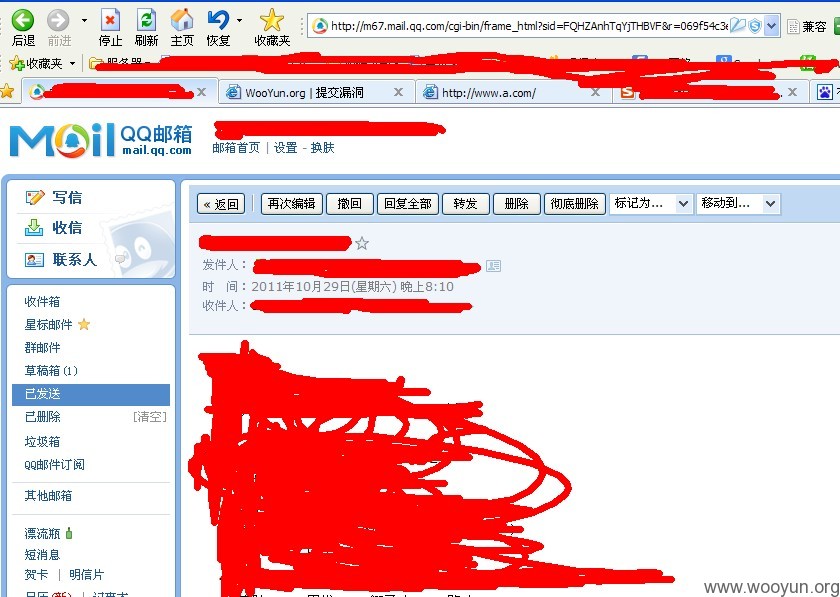 后退 前进 停止 刷新 主页 恢复 收藏夹 http://m67.mail.qq.com/cgi-bin/frame_html?sid=FQHZAnhTqYjTHBVF&r=069f54c3 兼容
收藏夹 服务器
WooYun.org | 提交漏洞 http://www.a.com/
Mail QQ邮箱
mail.qq.com
邮箱首页 | 设置 - 换肤
写信
收信
联系人
« 返回 再次编辑 撤回 回复全部 转发 删除 彻底删除 标记为... 移动到...
发件人：
时 间：2011年10月29日(星期六) 晚上8:10
收件人：
收件箱
星标邮件
群邮件
草稿箱(1)
已发送
已删除 [清空]
垃圾箱
QQ邮件订阅
其他邮箱
漂流瓶
短消息
贺卡 | 明信片
日历(新) | 记事本
www.wooyun.org